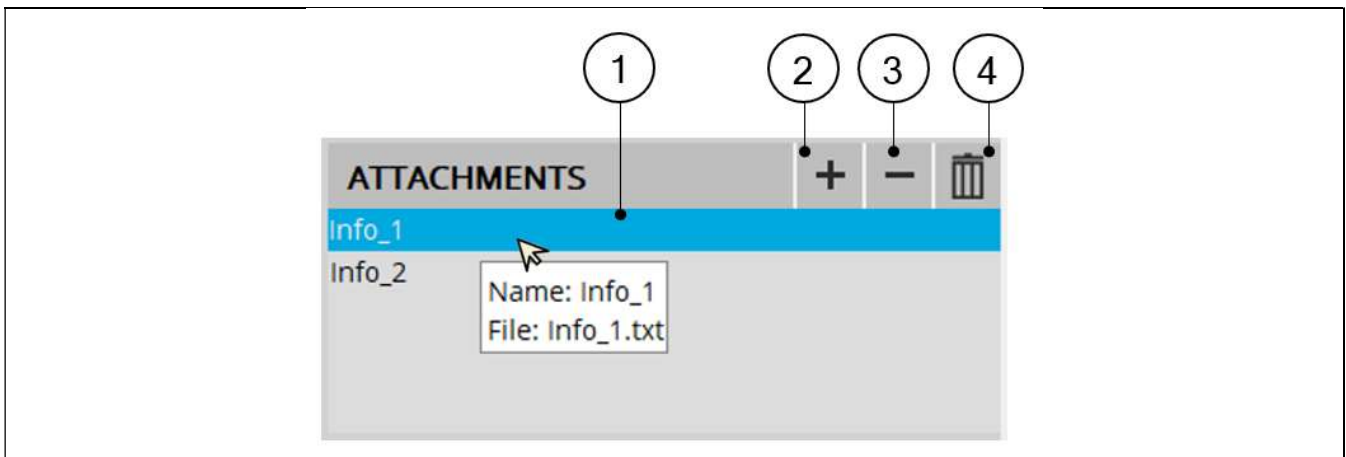 1 2 3 4
ATTACHMENTS + −
Info_1
Info_2
Name: Info_1
File: Info_1.txt